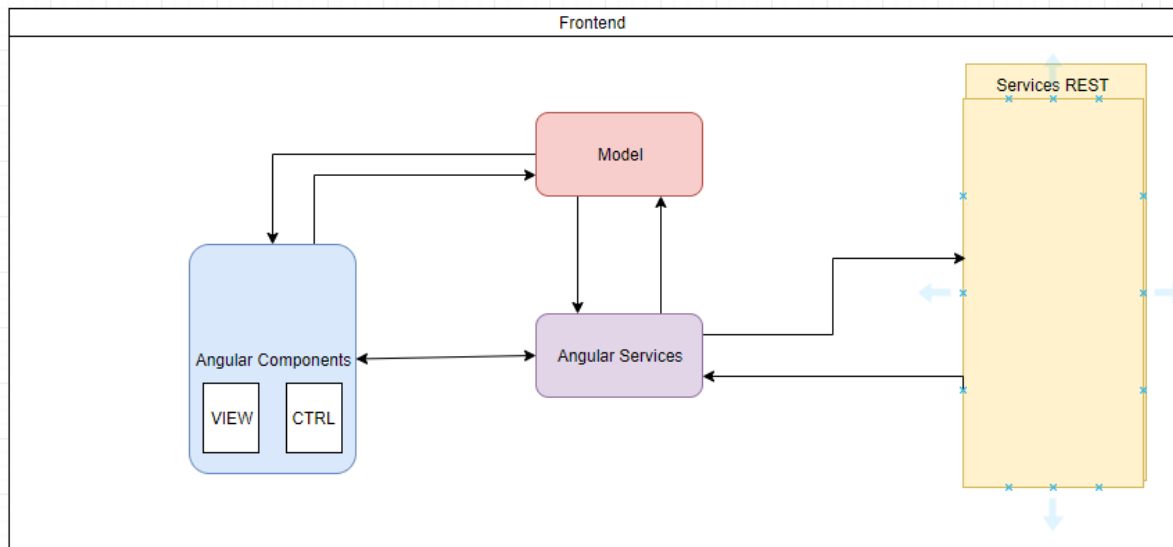 Frontend
Services REST
Model
Angular Components
Angular Services
VIEW
CTRL